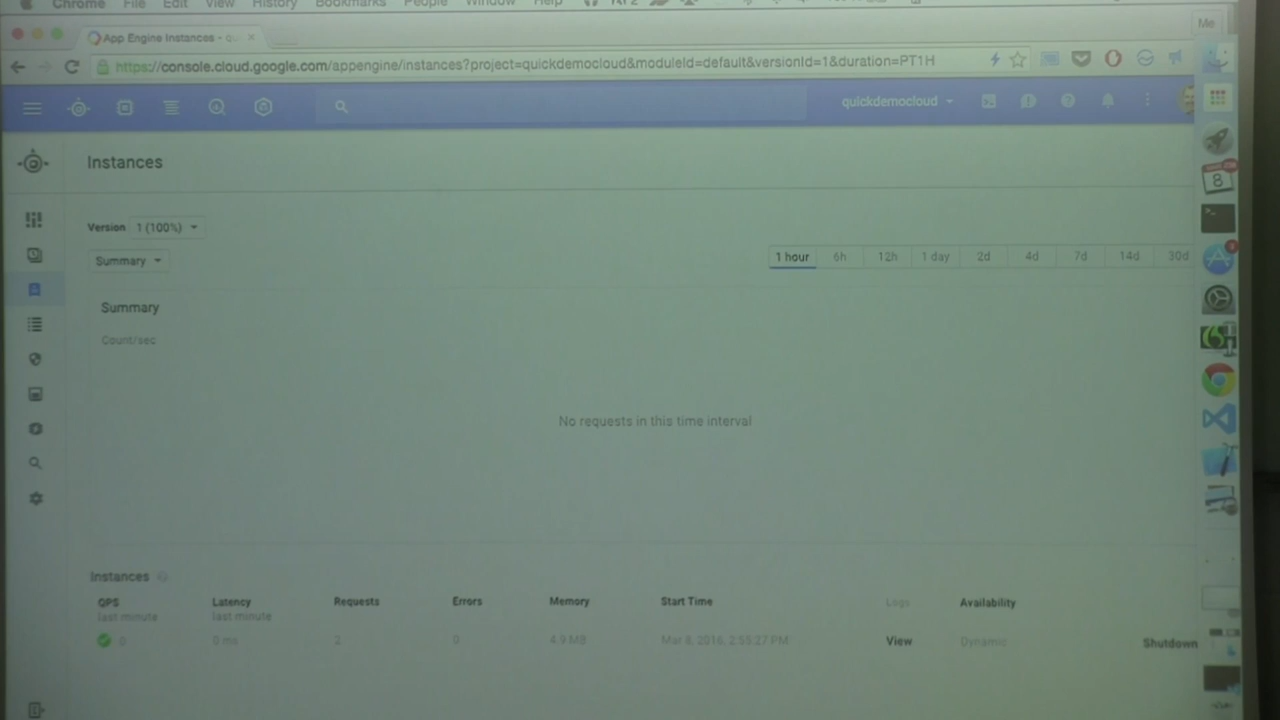 Chrome File Edit View History Bookmarks People Window Help
Me
App Engine Instances -
https://console.cloud.google.com/appengine/instances?project=quickdemocloud&moduleId=default&versionId=1&duration=PT1H
quickdemocloud
Instances
Version 1 (100%)
Summary
1 hour 6h 12h 1 day 2d 4d 7d 14d 30d
Summary
Count/sec
No requests in this time interval
Instances
QPS Latency Requests Errors Memory Start Time Logs Availability
last minute last minute
0 0 ms 2 0 4.9 MB Mar 8, 2016, 2:55:27 PM View Dynamic Shutdown
8